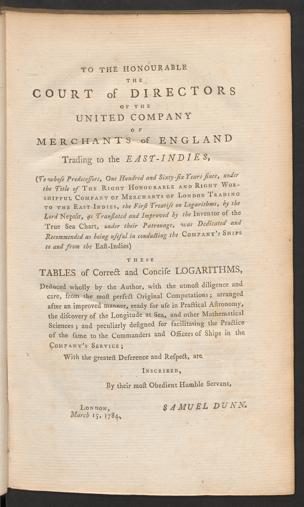 TO THE HONOURABLE
THE
COURT of DIRECTORS
OF THE
UNITED COMPANY
OF
MERCHANTS of ENGLAND
Trading to the EAST-INDIES,
(To whose Predecessors, One Hundred and Sixty-six Years since, under
the Title of THE RIGHT HONOURABLE AND RIGHT WOR-
SHIPFUL COMPANY OF MERCHANTS OF LONDON TRADING
TO THE EAST INDIES, the First Treatise on Logarithms, by the
Lord Nepair, as Translated and Improved by the Inventor of the
True Sea Chart, under their Patronage, was Dedicated and
Recommended as being useful in conducting the COMPANY'S SHIPS
to and from the East-Indies)
THESE
TABLES of Correct and Concise LOGARITHMS,
Deduced wholly by the Author, with the utmost diligence and
care, from the most perfect Original Computations; arranged
after an improved manner, ready for use in Practical Astronomy,
the discovery of the Longitude at Sea, and other Mathematical
Sciences; and peculiarly designed for facilitating the Practice
of the same to the Commanders and Officers of Ships in the
COMPANY'S SERVICE;
With the greatest Deference and Respect, are
INSCRIBED,
By their most Obedient Humble Servant,
LONDON,
March 15, 1784.
SAMUEL DUNN.